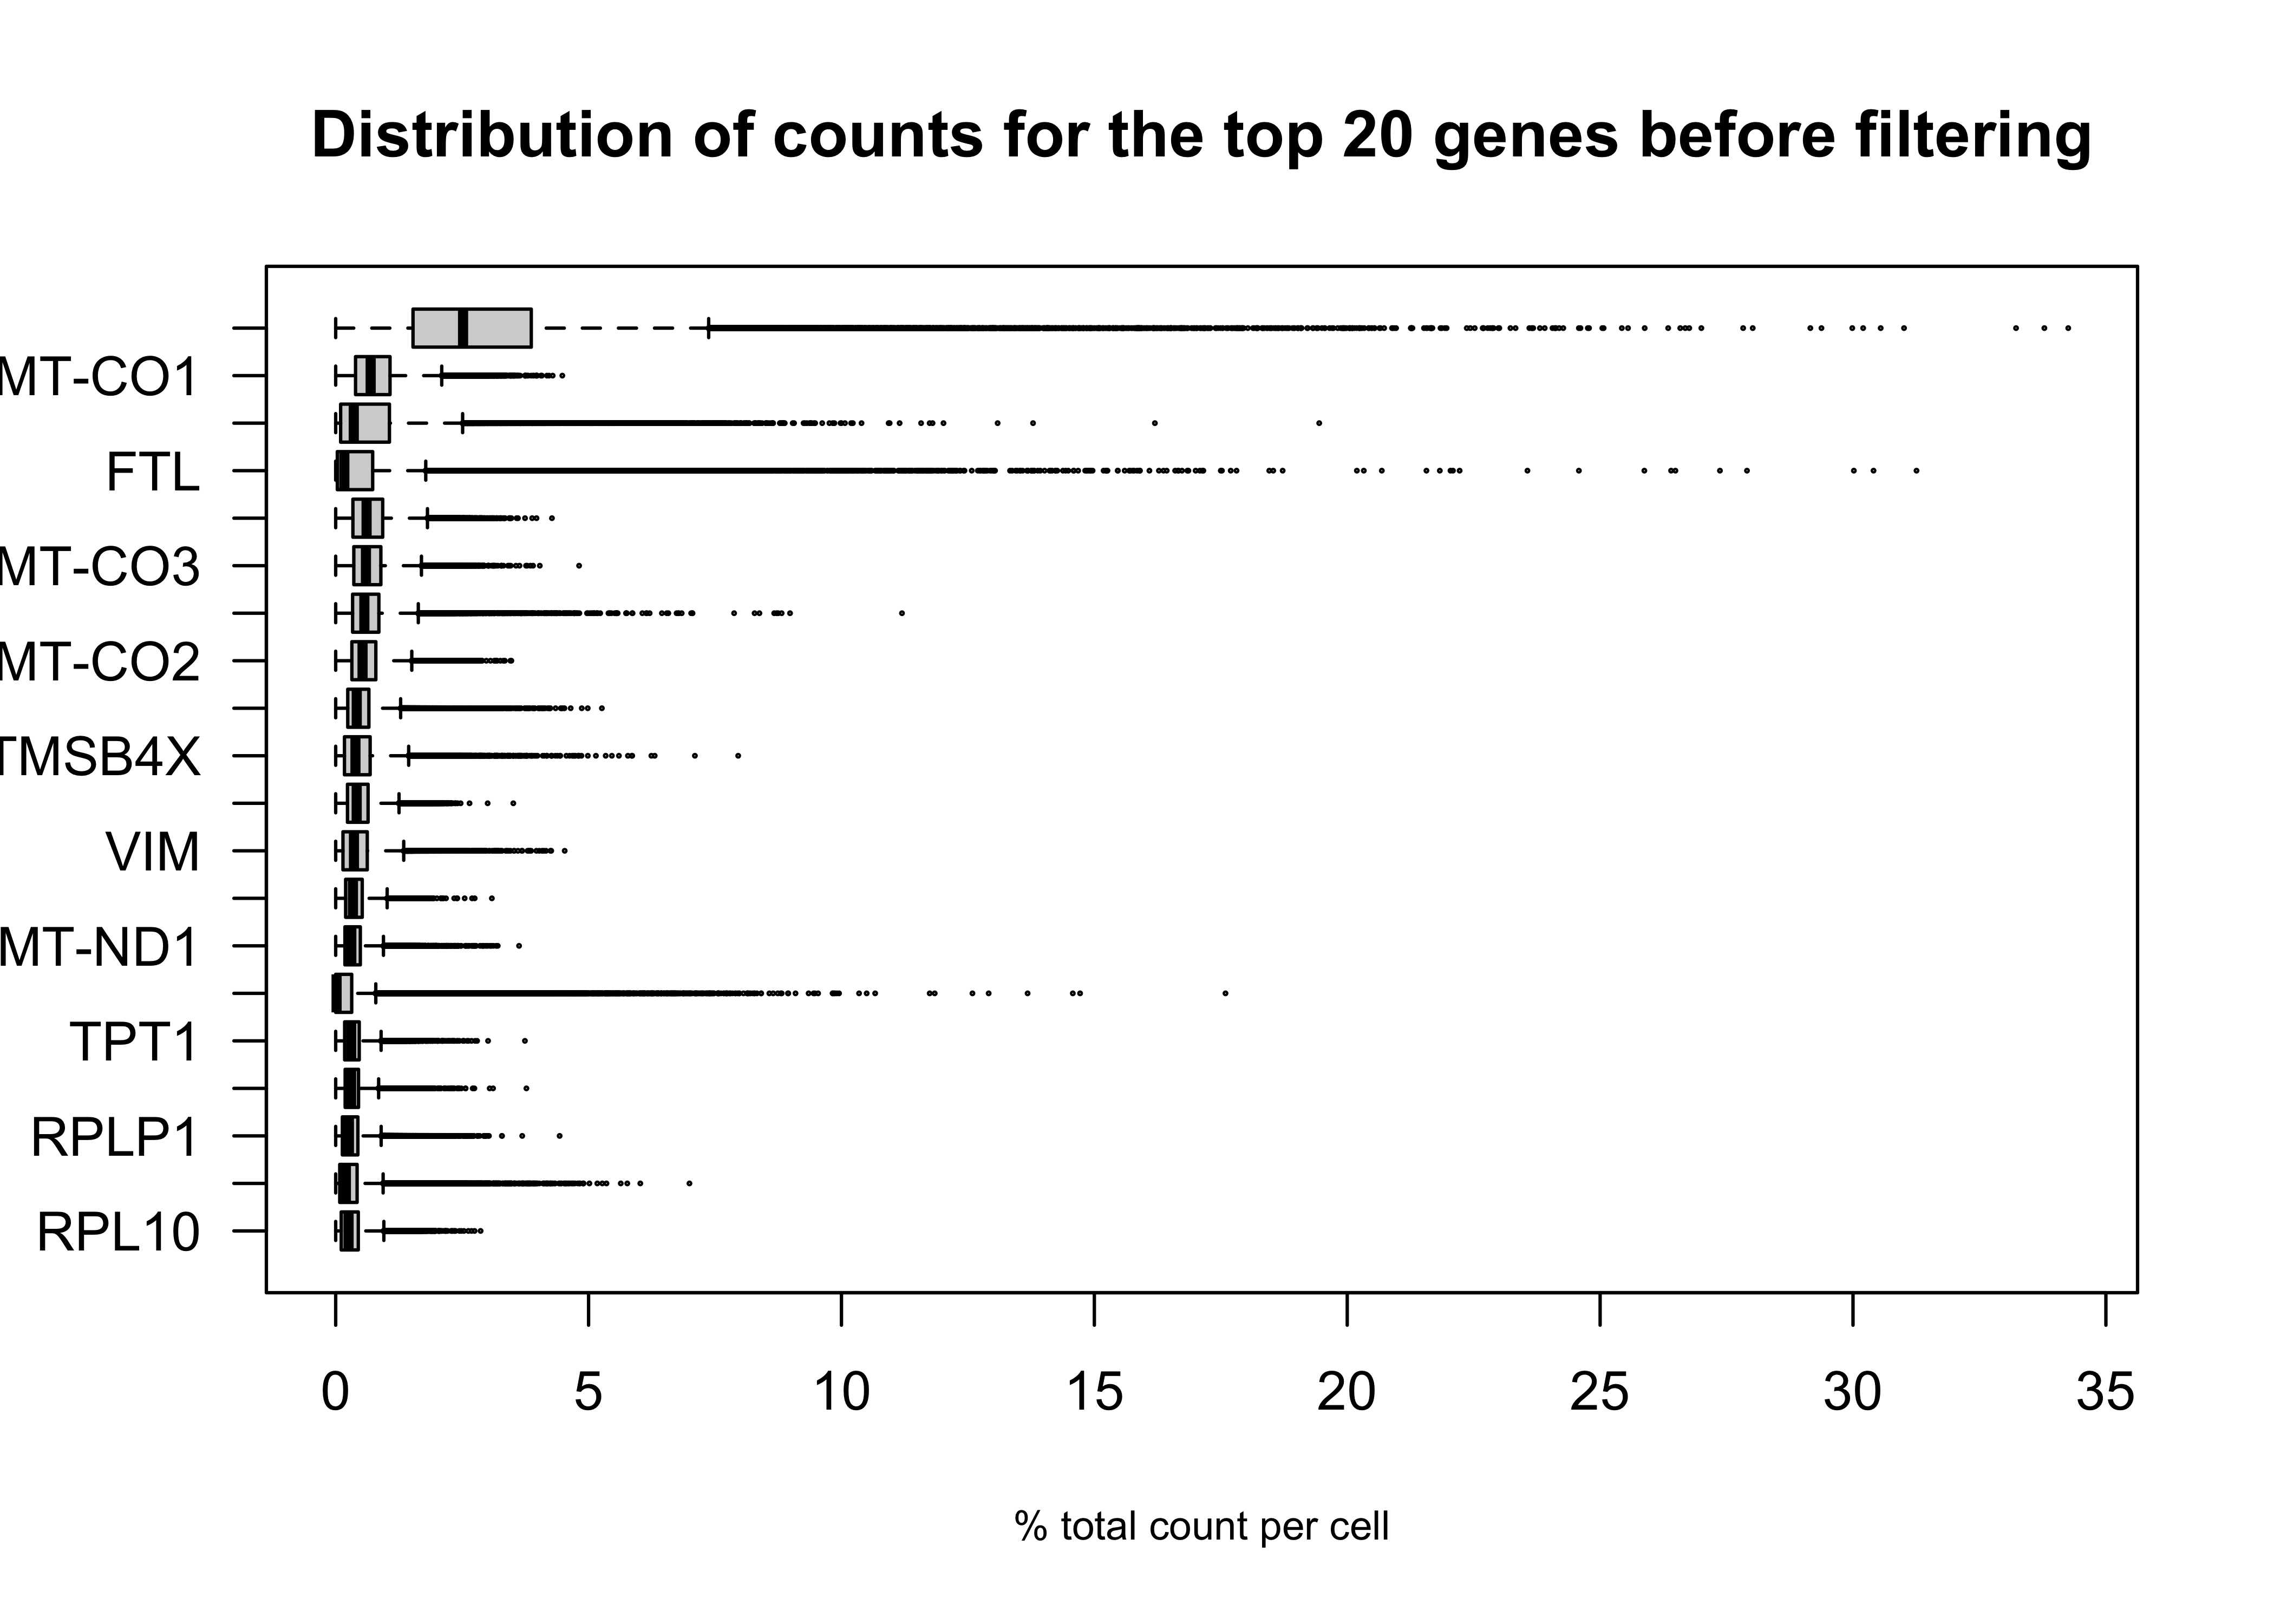 Distribution of counts for the top 20 genes before filtering
MT-CO1
FTL
MT-CO3
MT-CO2
TMSB4X
VIM
MT-ND1
TPT1
RPLP1
RPL10
0 5 10 15 20 25 30 35
% total count per cell